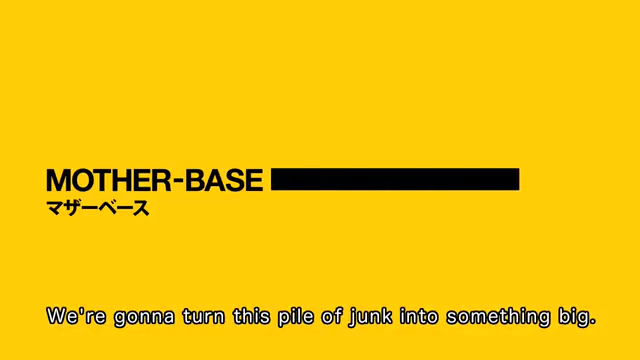 MOTHER-BASE
マザーベース
We're gonna turn this pile of junk into something big.